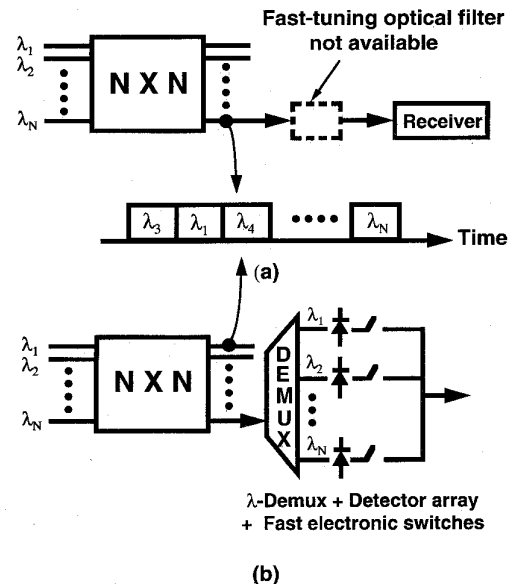 Fast-tuning optical filter
not available
λ1
λ2
λN
N X N
Receiver
λ3 λ1 λ4 λN
Time
(a)
λ1
λ2
λN
N X N
DEMUX
λ1
λ2
λN
λ-Demux + Detector array
+ Fast electronic switches
(b)